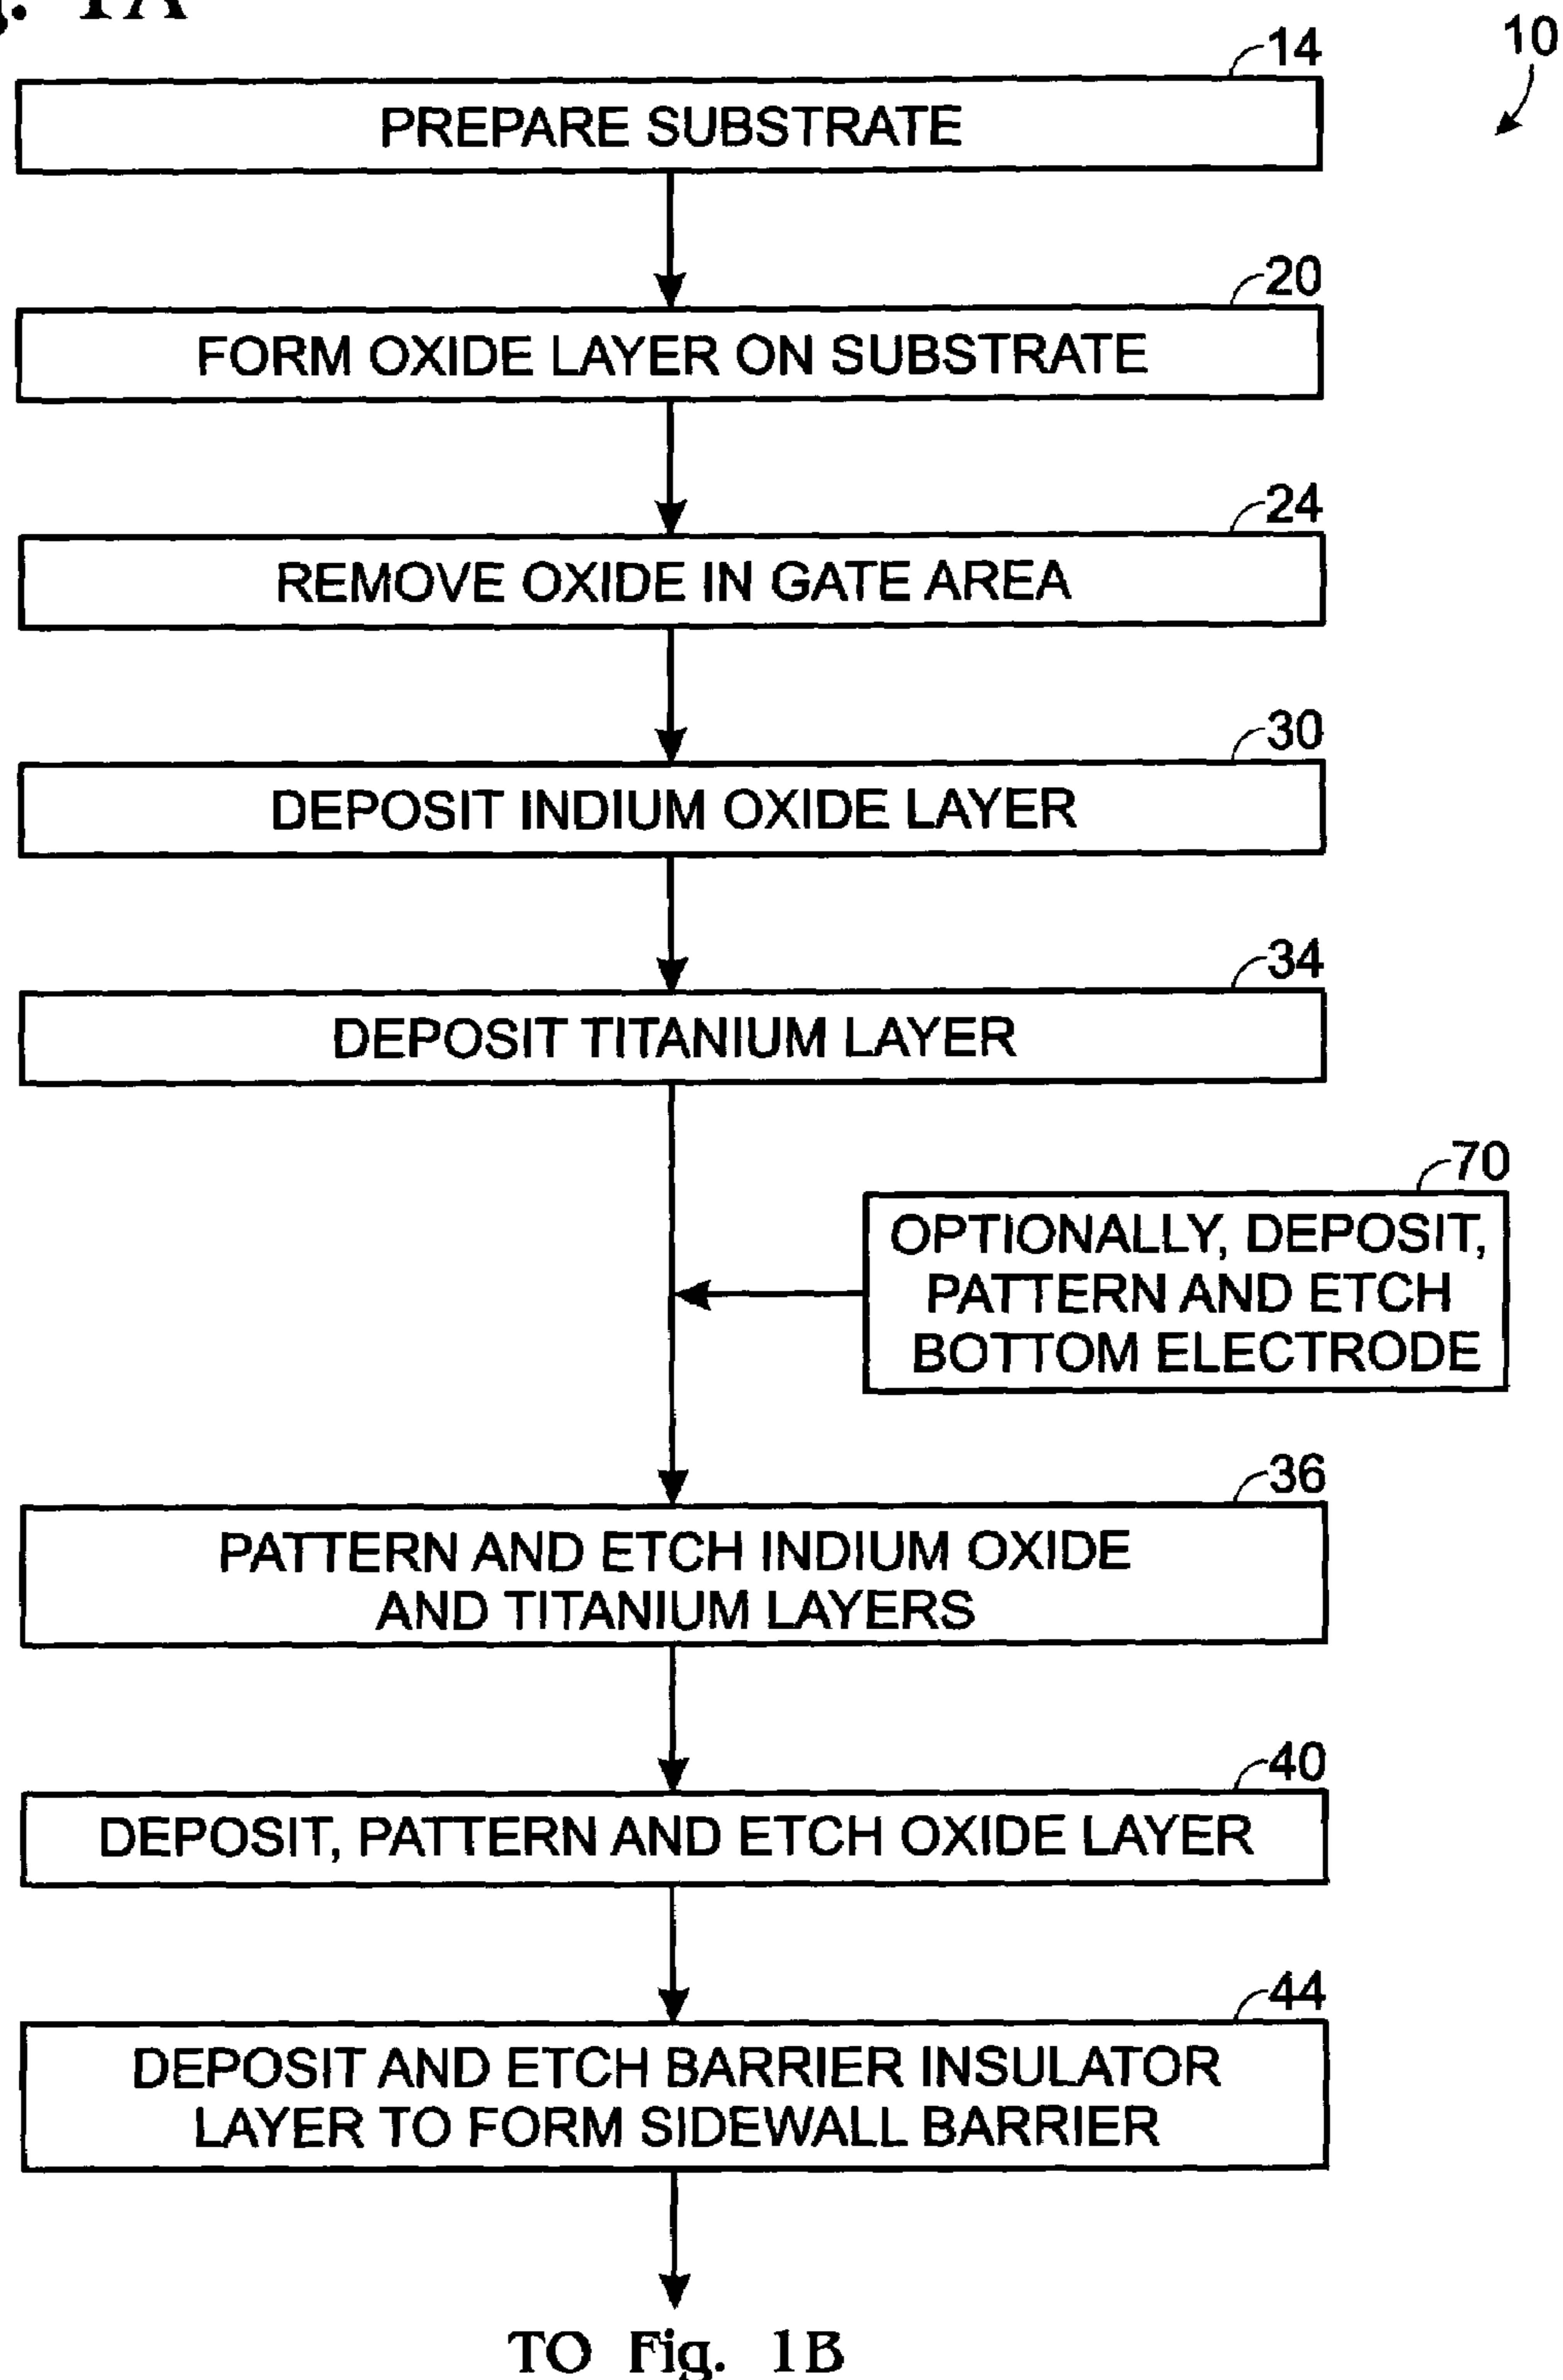 g. 1A
10
14
PREPARE SUBSTRATE
20
FORM OXIDE LAYER ON SUBSTRATE
24
REMOVE OXIDE IN GATE AREA
30
DEPOSIT INDIUM OXIDE LAYER
34
DEPOSIT TITANIUM LAYER
70
OPTIONALLY, DEPOSIT,
PATTERN AND ETCH
BOTTOM ELECTRODE
36
PATTERN AND ETCH INDIUM OXIDE
AND TITANIUM LAYERS
40
DEPOSIT, PATTERN AND ETCH OXIDE LAYER
44
DEPOSIT AND ETCH BARRIER INSULATOR
LAYER TO FORM SIDEWALL BARRIER
TO Fig. 1B